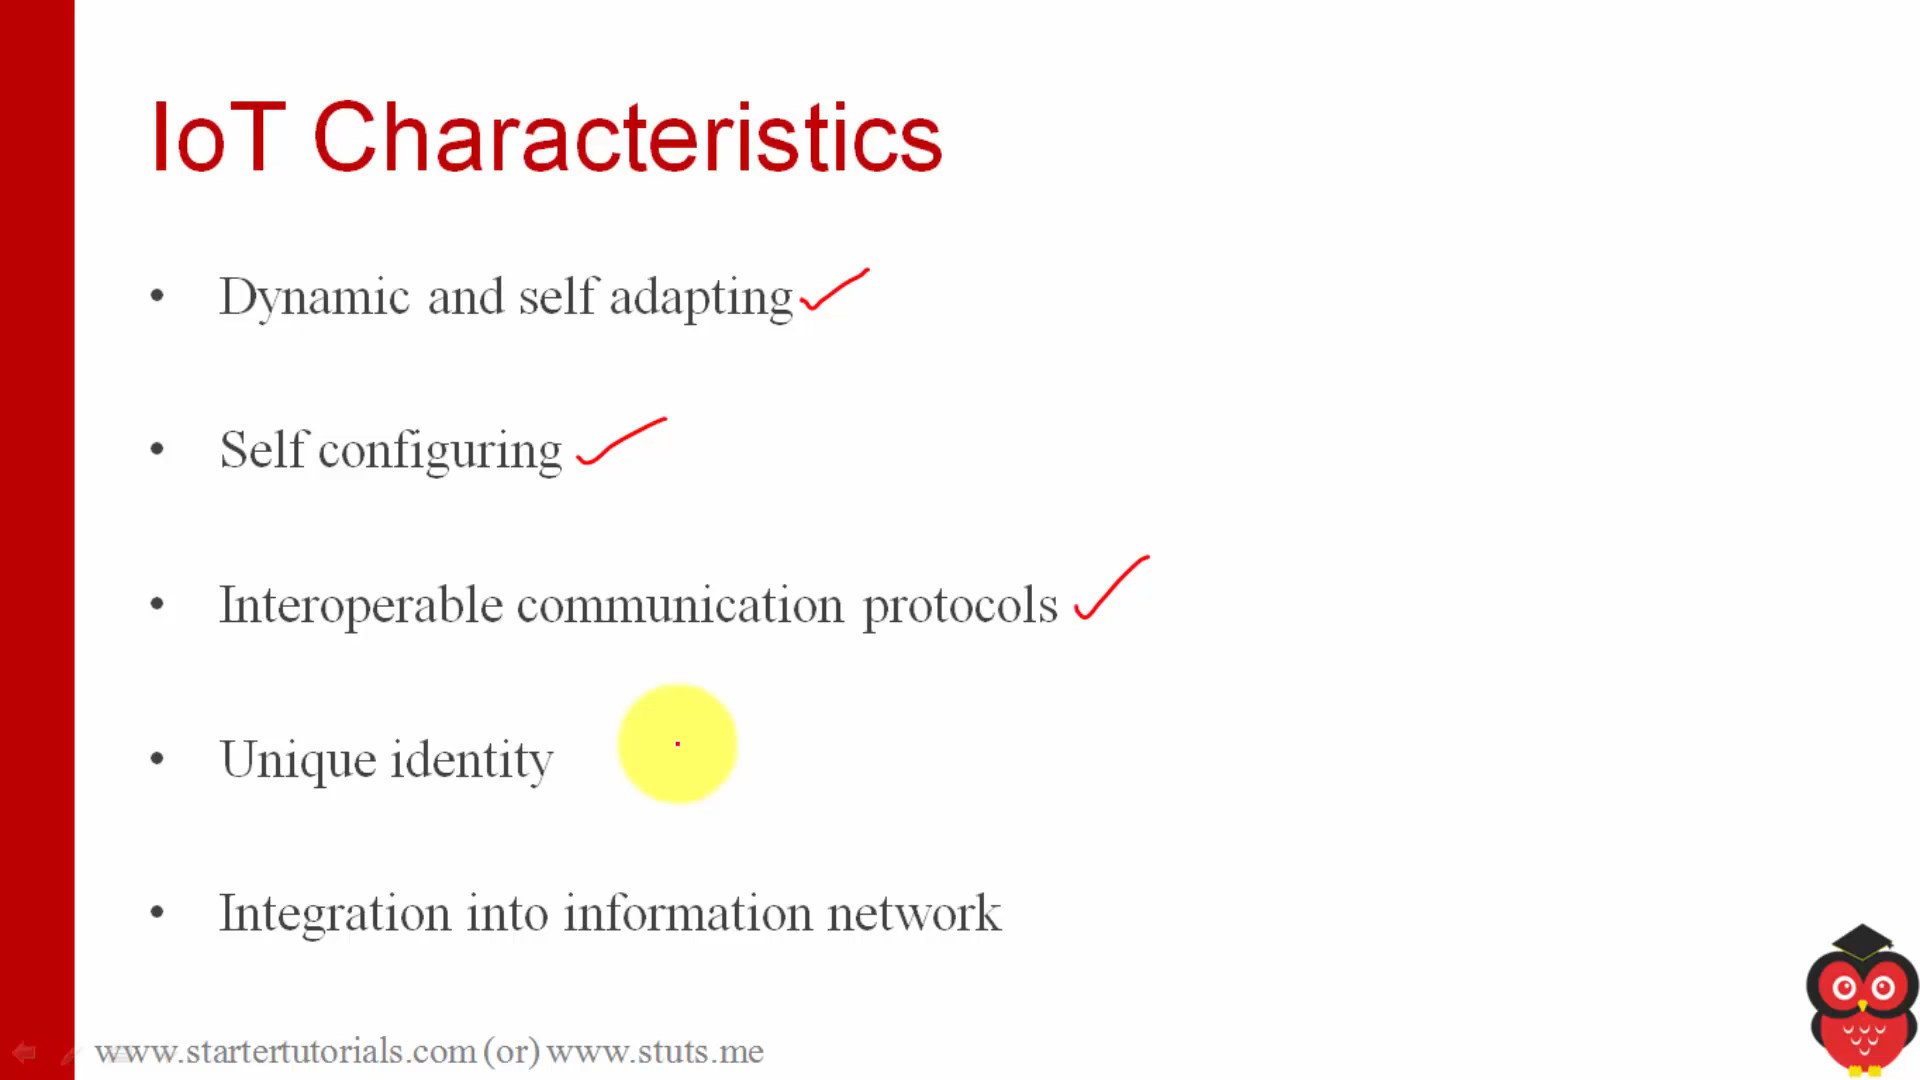 IoT Characteristics
• Dynamic and self adapting
• Self configuring
• Interoperable communication protocols
• Unique identity
• Integration into information network
www.startertutorials.com (or) www.stuts.me